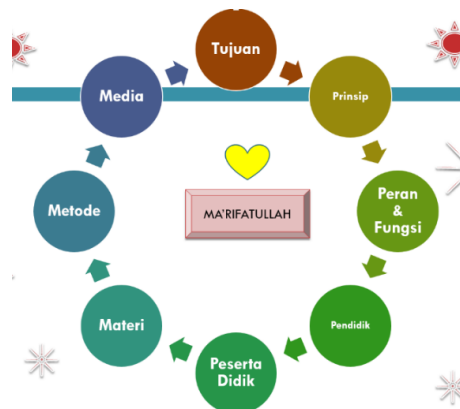 Tujuan
Prinsip
Peran
&
Fungsi
Pendidik
Peserta
Didik
Materi
Metode
Media
MA'RIFATULLAH